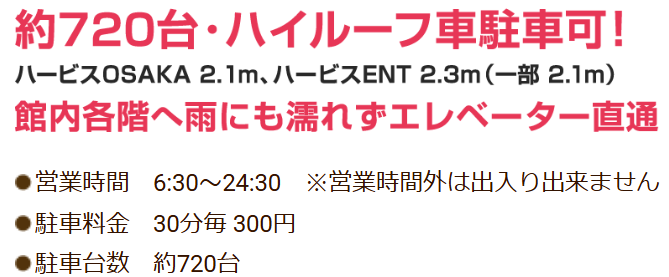 約720台・ハイルーフ車駐車可！
ハービスOSAKA 2.1m、ハービスENT 2.3m（一部 2.1m）
館内各階へ雨にも濡れずエレベーター直通
●営業時間　6:30〜24:30　※営業時間外は出入り出来ません
●駐車料金　30分毎 300円
●駐車台数　約720台